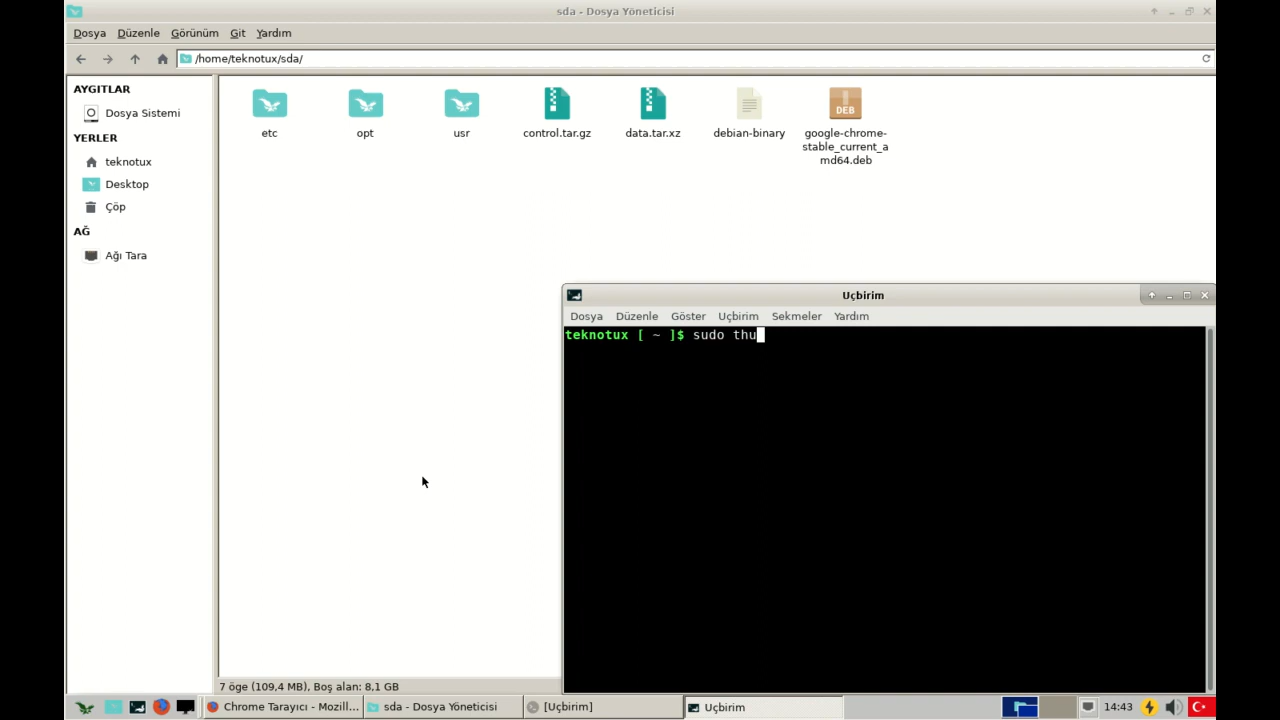 sda - Dosya Yöneticisi
Dosya Düzenle Görünüm Git Yardım
/home/teknotux/sda/
AYGITLAR
Dosya Sistemi
YERLER
teknotux
Desktop
Çöp
AĞ
Ağı Tara
etc
opt
usr
control.tar.gz
data.tar.xz
debian-binary
DEB
google-chrome-
stable_current_a
md64.deb
Uçbirim
Dosya Düzenle Göster Uçbirim Sekmeler Yardım
teknotux [ ~ ]$ sudo thu
7 öge (109,4 MB), Boş alan: 8,1 GB
Chrome Tarayıcı - Mozill...
sda - Dosya Yöneticisi
[Uçbirim]
Uçbirim
14:43